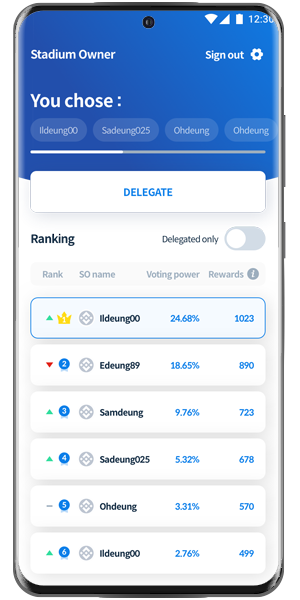 12:30
Stadium Owner Sign out
You chose :
Ildeung00 Sadeung025 Ohdeung Ohdeung
DELEGATE
Ranking Delegated only
Rank SO name Voting power Rewards i
1 Ildeung00 24.68% 1023
2 Edeung89 18.65% 890
3 Samdeung 9.76% 723
4 Sadeung025 5.32% 678
5 Ohdeung 3.31% 570
6 Ildeung00 2.76% 499